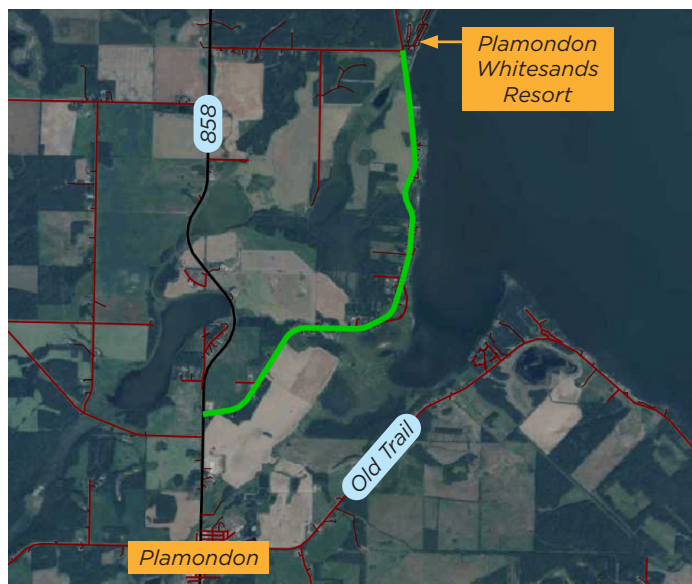 Plamondon
Whitesands
Resort
858
Old Trail
Plamondon